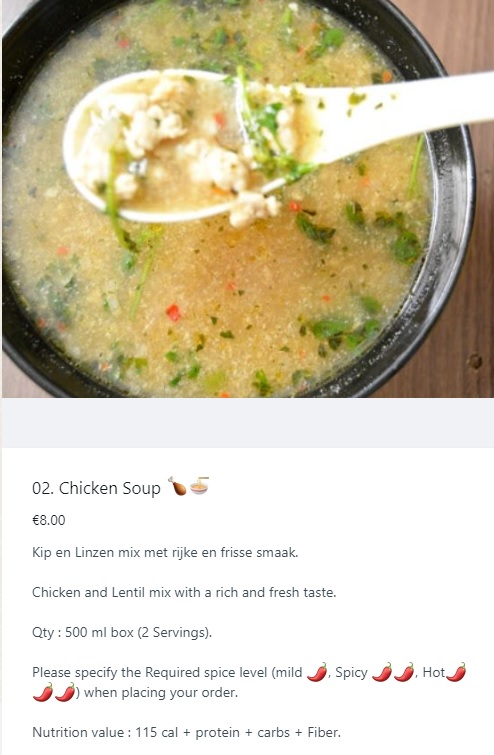 02. Chicken Soup 🍗🍜
€8.00
Kip en Linzen mix met rijke en frisse smaak.
Chicken and Lentil mix with a rich and fresh taste.
Qty : 500 ml box (2 Servings).
Please specify the Required spice level (mild 🌶️, Spicy 🌶️🌶️, Hot🌶️
🌶️🌶️) when placing your order.
Nutrition value : 115 cal + protein + carbs + Fiber.